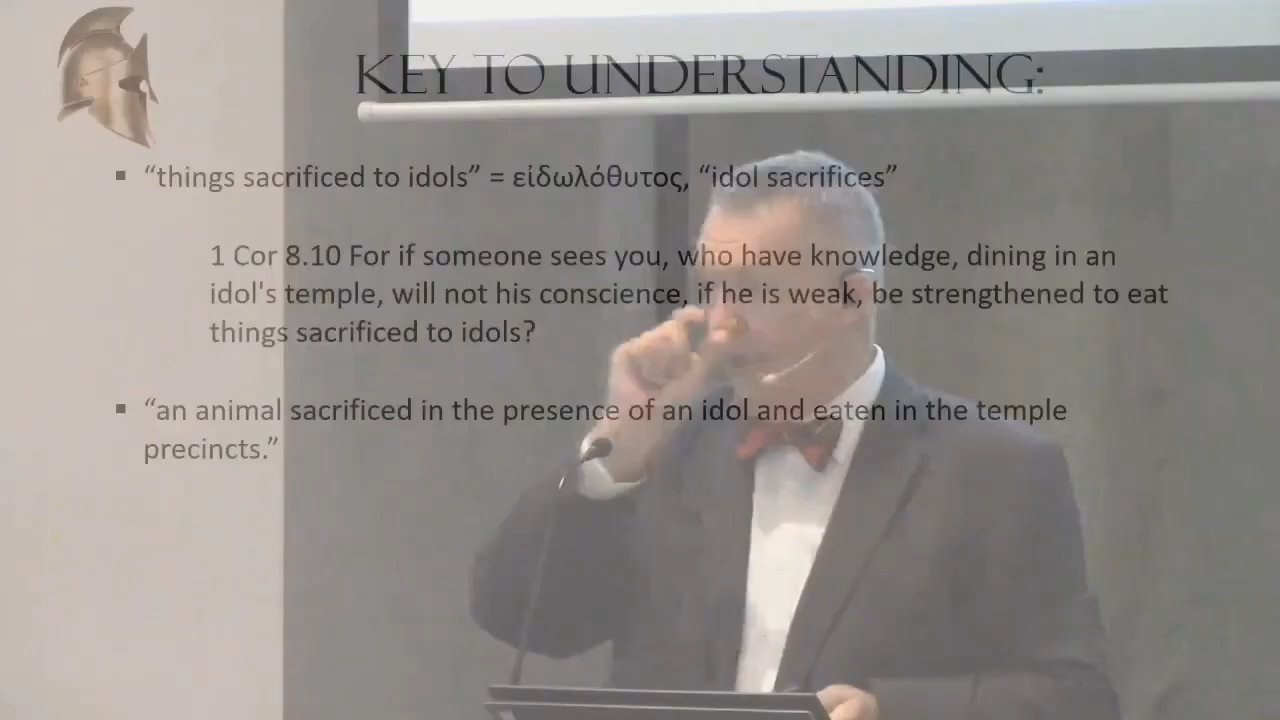 KEY TO UNDERSTANDING:
▪ “things sacrificed to idols” = εἰδωλόθυτος, “idol sacrifices”
1 Cor 8.10 For if someone sees you, who have knowledge, dining in an
idol's temple, will not his conscience, if he is weak, be strengthened to eat
things sacrificed to idols?
▪ “an animal sacrificed in the presence of an idol and eaten in the temple
precincts.”